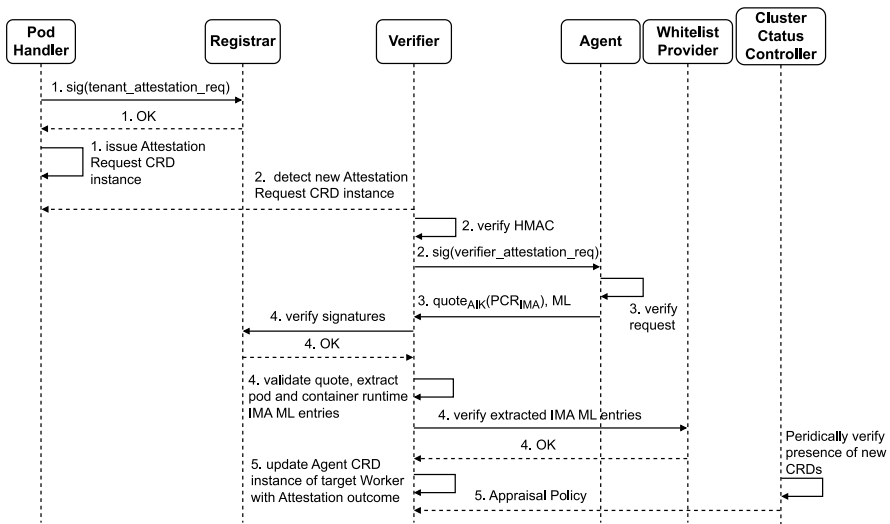 Pod
Handler
Registrar
Verifier
Agent
Whitelist
Provider
Cluster
Ctatus
Controller
1. sig(tenant_attestation_req)
1. OK
1. issue Attestation
Request CRD
instance
2. detect new Attestation
Request CRD instance
2. verify HMAC
2. sig(verifier_attestation_req)
3. verify
request
3. quoteAIK(PCRIMA), ML
4. verify signatures
4. OK
4. validate quote, extract
pod and container runtime
IMA ML entries
4. verify extracted IMA ML entries
4. OK
Peridically verify
presence of new
CRDs
5. update Agent CRD
instance of target Worker
with Attestation outcome
5. Appraisal Policy